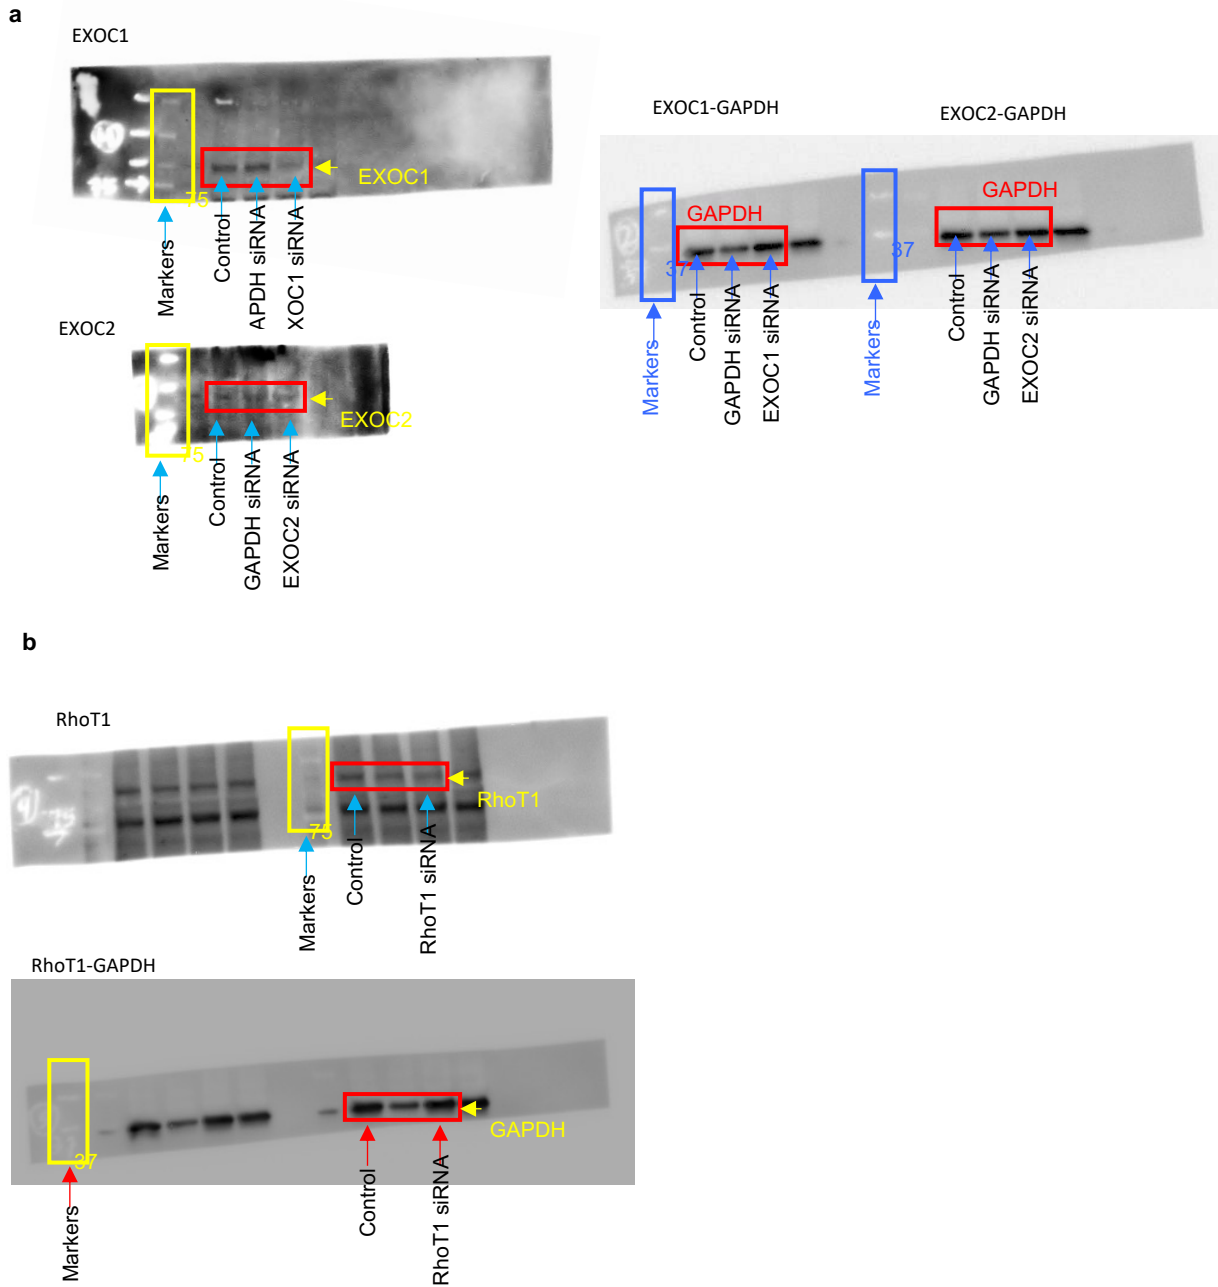 a
EXOC1
EXOC1
75
Markers
Control
APDH siRNA
XOC1 siRNA
EXOC2
EXOC2
75
Markers
Control
GAPDH siRNA
EXOC2 siRNA
EXOC1-GAPDH
EXOC2-GAPDH
GAPDH
GAPDH
37
37
Markers
Control
GAPDH siRNA
EXOC1 siRNA
Markers
Control
GAPDH siRNA
EXOC2 siRNA
b
RhoT1
RhoT1
75
75
Markers
Control
RhoT1 siRNA
RhoT1-GAPDH
GAPDH
37
Markers
Control
RhoT1 siRNA